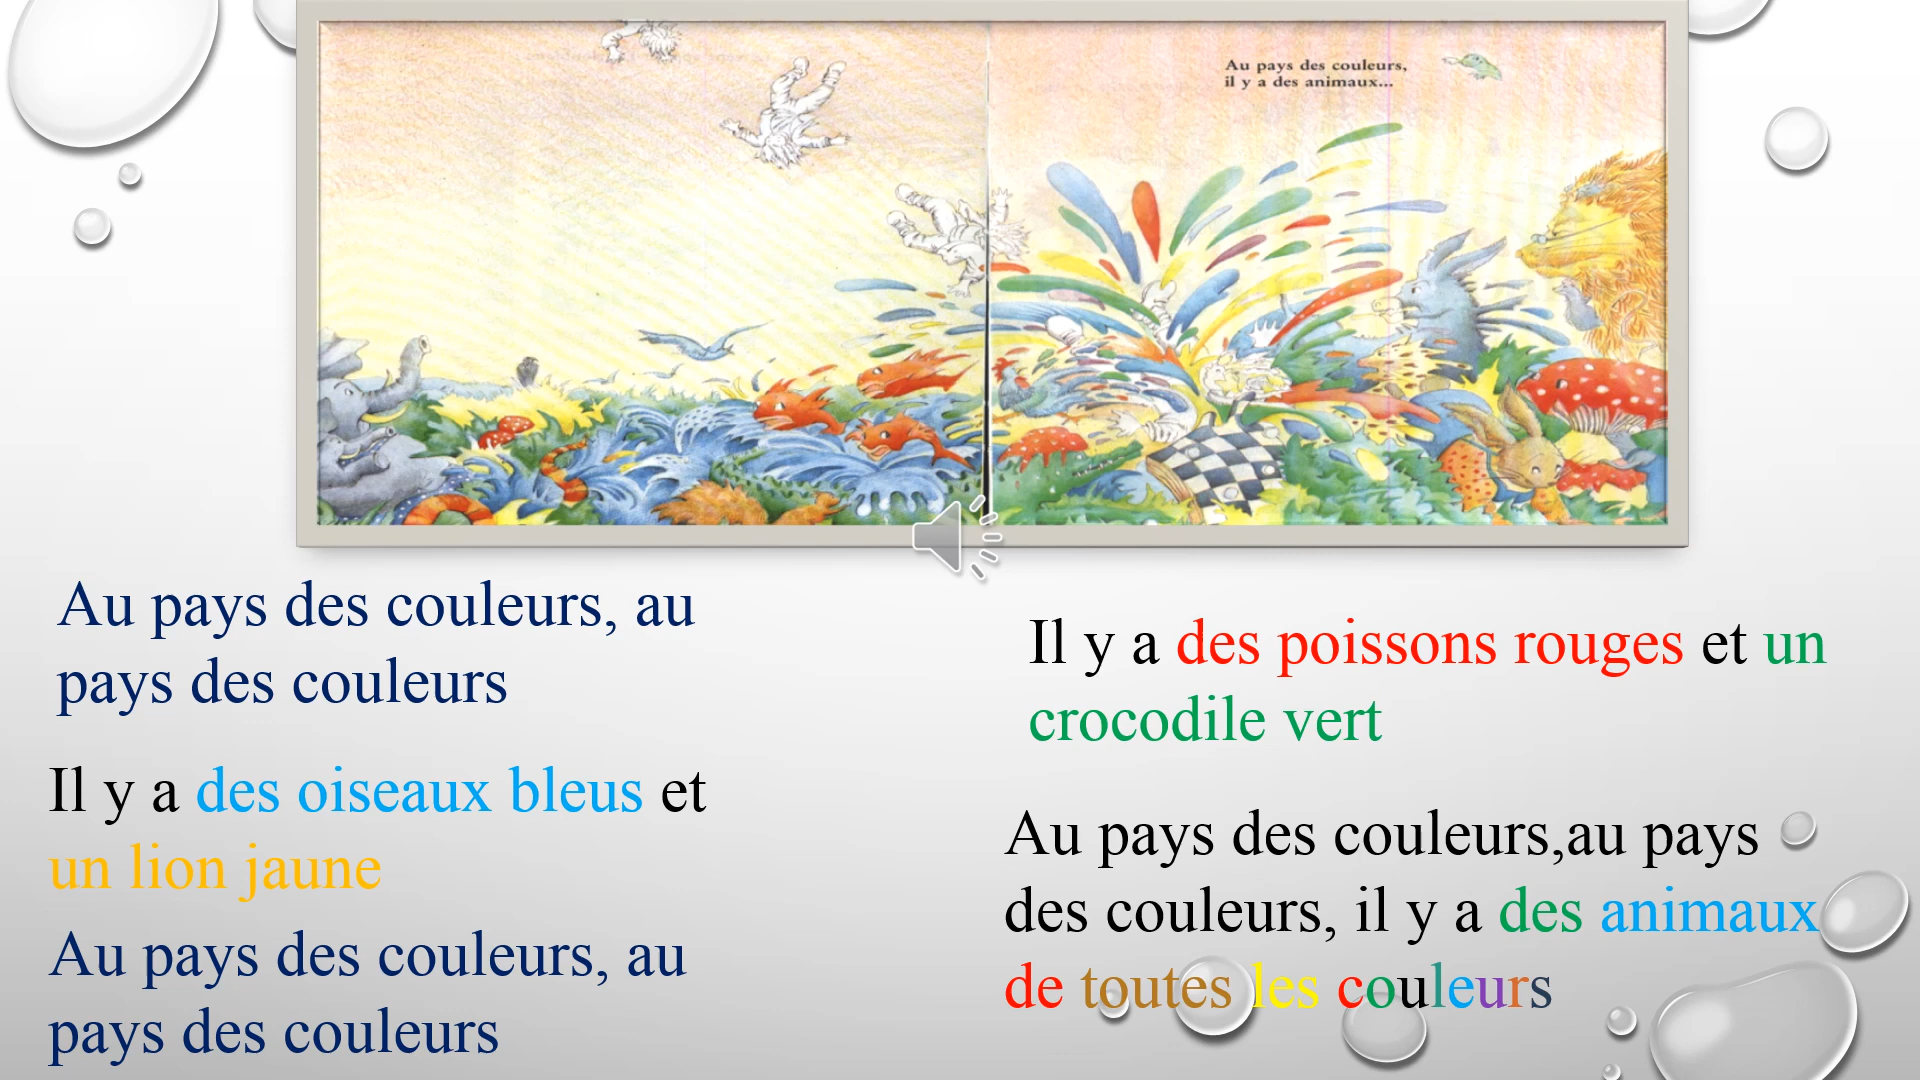 Au pays des couleurs,
il y a des animaux...
Au pays des couleurs, au
pays des couleurs
Il y a des oiseaux bleus et
un lion jaune
Au pays des couleurs, au
pays des couleurs
Il y a des poissons rouges et un
crocodile vert
Au pays des couleurs,au pays
des couleurs, il y a des animaux
de toutes les couleurs